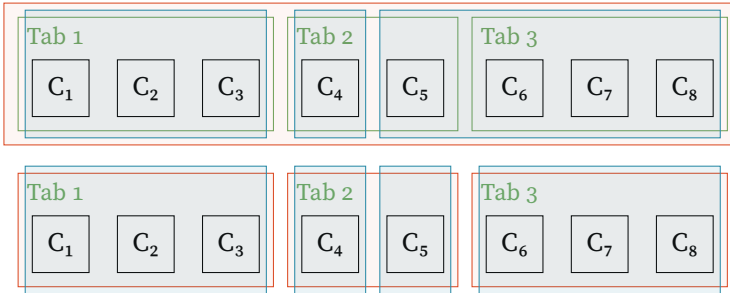 Tab 1 Tab 2 Tab 3
C₁ C₂ C₃ C₄ C₅ C₆ C₇ C₈
Tab 1 Tab 2 Tab 3
C₁ C₂ C₃ C₄ C₅ C₆ C₇ C₈